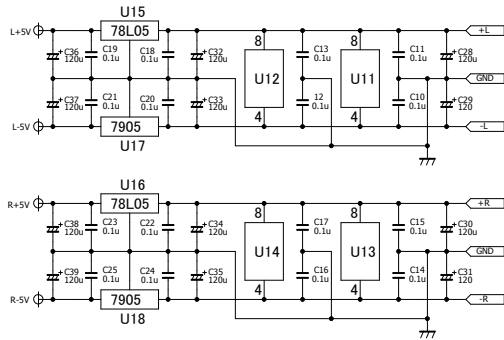 U15
L+5V
78L05
+L
C36
120u
C19
0.1u
C18
0.1u
C32
120u
8
U12
4
C13
0.1u
8
U11
4
C11
0.1u
C28
120u
GND
C37
120u
C21
0.1u
C20
0.1u
C33
120u
12
0.1u
C10
0.1u
C29
120
L-5V
7905
-L
U17
U16
R+5V
78L05
+R
C38
120u
C23
0.1u
C22
0.1u
C34
120u
8
U14
4
C17
0.1u
8
U13
4
C15
0.1u
C30
120u
GND
C39
120u
C25
0.1u
C24
0.1u
C35
120u
C16
0.1u
C14
0.1u
C31
120
R-5V
7905
-R
U18